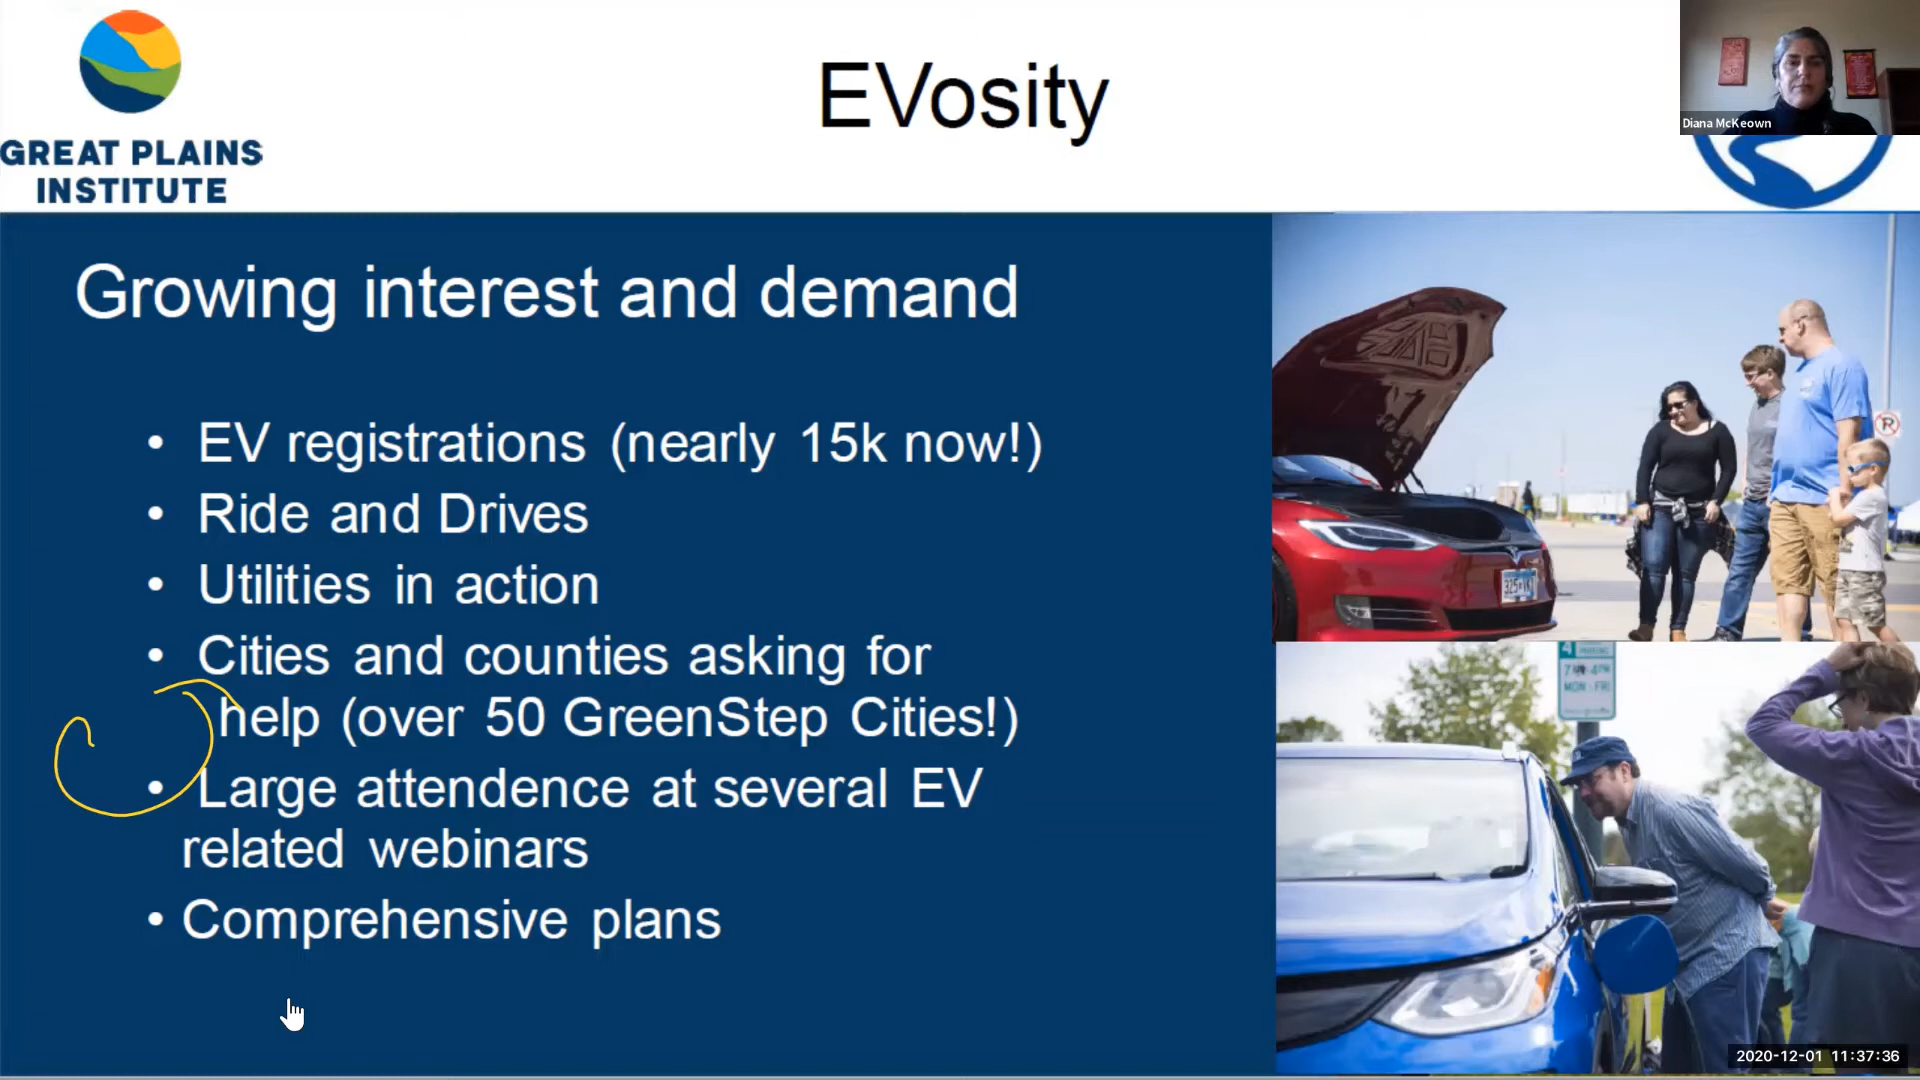 GREAT PLAINS
INSTITUTE
EVosity
Diana McKeown
Growing interest and demand
• EV registrations (nearly 15k now!)
• Ride and Drives
• Utilities in action
• Cities and counties asking for
help (over 50 GreenStep Cities!)
• Large attendence at several EV
related webinars
• Comprehensive plans
MON-FRI
2020-12-01 11:37:36